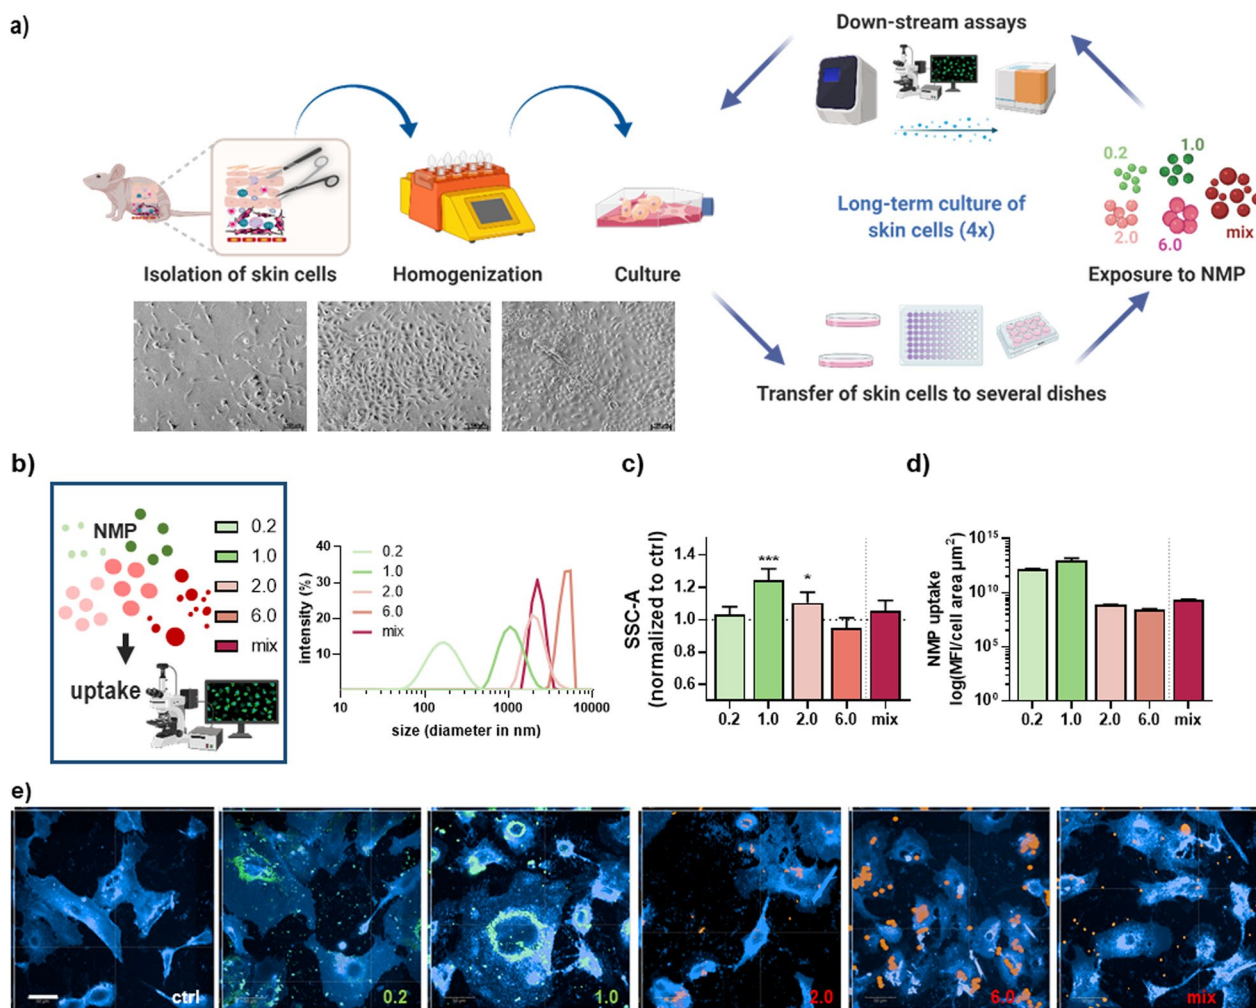 a)
Down-stream assays
Isolation of skin cells
Homogenization
Culture
Long-term culture of
skin cells (4x)
0.2
1.0
2.0
6.0
mix
Exposure to NMP
Transfer of skin cells to several dishes
b)
NMP
0.2
1.0
2.0
6.0
mix
uptake
intensity (%)
40
30
20
10
0.2
1.0
2.0
6.0
mix
10
100
1000
10000
size (diameter in nm)
c)
SSC-A
(normalized to ctrl)
1.4
1.2
1.0
0.8
0.6
***
*
0.2
1.0
2.0
6.0
mix
d)
NMP uptake
log(MFI/cell area µm²)
10¹⁵
10¹⁰
10⁵
10⁰
0.2
1.0
2.0
6.0
mix
e)
ctrl
0.2
1.0
2.0
6.0
mix